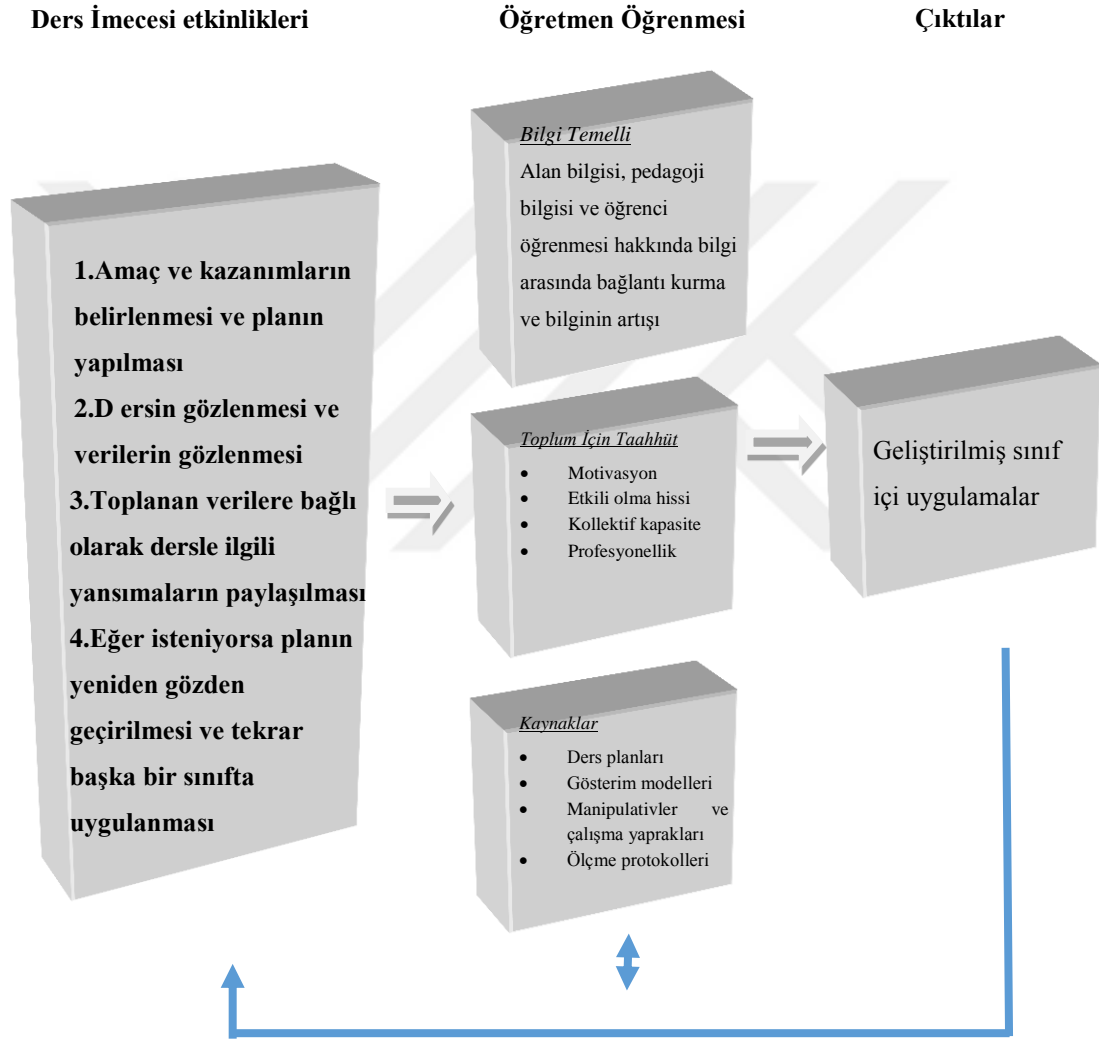 Ders İmecesi etkinlikleri
Öğretmen Öğrenmesi
Çıktılar
1.Amaç ve kazanımların
belirlenmesi ve planın
yapılması
2.D ersin gözlenmesi ve
verilerin gözlenmesi
3.Toplanan verilere bağlı
olarak dersle ilgili
yansımaların paylaşılması
4.Eğer isteniyorsa planın
yeniden gözden
geçirilmesi ve tekrar
başka bir sınıfta
uygulanması
Bilgi Temelli
Alan bilgisi, pedagoji
bilgisi ve öğrenci
öğrenmesi hakkında bilgi
arasında bağlantı kurma
ve bilginin artışı
Toplum İçin Taahhüt
• Motivasyon
• Etkili olma hissi
• Kollektif kapasite
• Profesyonellik
Kaynaklar
• Ders planları
• Gösterim modelleri
• Manipulativler ve
çalışma yaprakları
• Ölçme protokolleri
Geliştirilmiş sınıf
içi uygulamalar